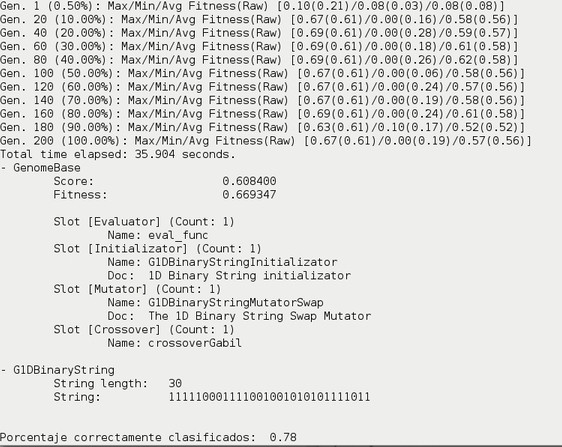 Gen. 1 (0.50%): Max/Min/Avg Fitness(Raw) [0.10(0.21)/0.08(0.03)/0.08(0.08)]
Gen. 20 (10.00%): Max/Min/Avg Fitness(Raw) [0.67(0.61)/0.00(0.16)/0.58(0.56)]
Gen. 40 (20.00%): Max/Min/Avg Fitness(Raw) [0.69(0.61)/0.00(0.28)/0.59(0.57)]
Gen. 60 (30.00%): Max/Min/Avg Fitness(Raw) [0.69(0.61)/0.00(0.18)/0.61(0.58)]
Gen. 80 (40.00%): Max/Min/Avg Fitness(Raw) [0.69(0.61)/0.00(0.26)/0.62(0.58)]
Gen. 100 (50.00%): Max/Min/Avg Fitness(Raw) [0.67(0.61)/0.00(0.06)/0.58(0.56)]
Gen. 120 (60.00%): Max/Min/Avg Fitness(Raw) [0.67(0.61)/0.00(0.24)/0.57(0.56)]
Gen. 140 (70.00%): Max/Min/Avg Fitness(Raw) [0.67(0.61)/0.00(0.19)/0.58(0.56)]
Gen. 160 (80.00%): Max/Min/Avg Fitness(Raw) [0.69(0.61)/0.00(0.24)/0.61(0.58)]
Gen. 180 (90.00%): Max/Min/Avg Fitness(Raw) [0.63(0.61)/0.10(0.17)/0.52(0.52)]
Gen. 200 (100.00%): Max/Min/Avg Fitness(Raw) [0.67(0.61)/0.00(0.19)/0.57(0.56)]
Total time elapsed: 35.904 seconds.
- GenomeBase
Score: 0.608400
Fitness: 0.669347
Slot [Evaluator] (Count: 1)
Name: eval_func
Slot [Initializator] (Count: 1)
Name: G1DBinaryStringInitializator
Doc: 1D Binary String initializator
Slot [Mutator] (Count: 1)
Name: G1DBinaryStringMutatorSwap
Doc: The 1D Binary String Swap Mutator
Slot [Crossover] (Count: 1)
Name: crossoverGabil
- G1DBinaryString
String length: 30
String: 111110001111001001010101111011
Porcentaje correctamente clasificados: 0.78